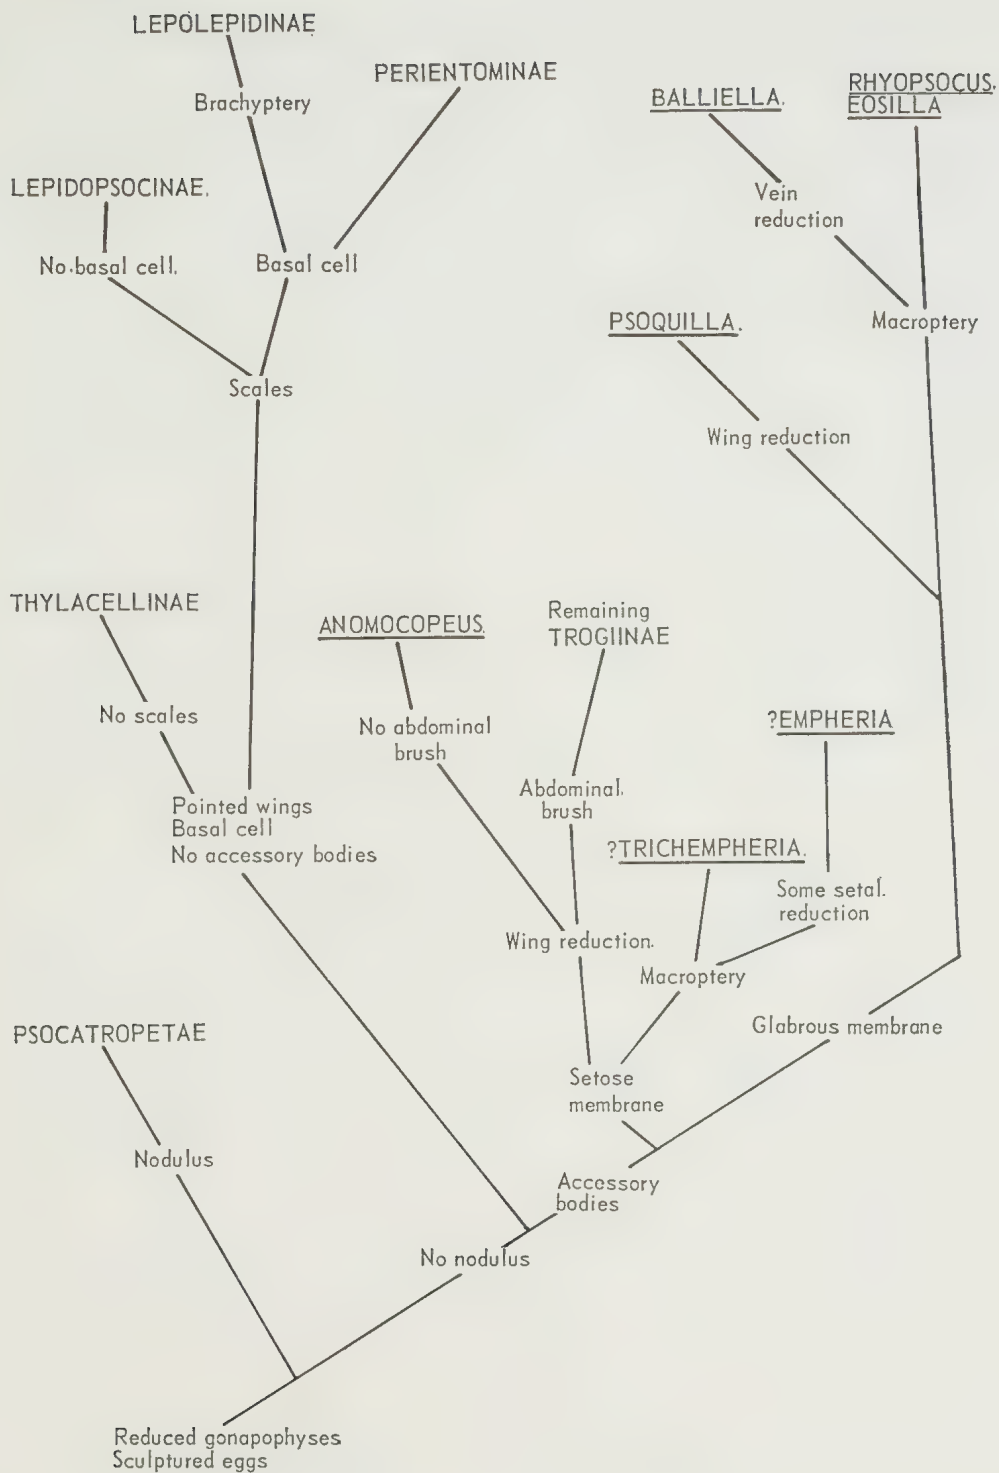 LEPOLEPIDINAE
PERIENTOMINAE
BALLIELLA.
RHYOPSOCUS.
EOSILLA
Brachyptery
LEPIDOPSOCINAE.
Vein
reduction
No basal cell.
Basal cell
PSOQUILLA.
Macroptery
Scales
Wing reduction
THYLACELLINAE
ANOMOCOPEUS.
Remaining
TROGIINAE
No scales
No abdominal
brush
?EMPHERIA
Pointed wings
Basal cell
No accessory bodies
Abdominal.
brush
?TRICHEMPHERIA.
Some setal.
reduction
Wing reduction.
Macroptery
PSOCATROPETAE
Glabrous membrane
Setose
membrane
Nodulus
Accessory
bodies
No nodulus
Reduced gonapophyses
Sculptured eggs